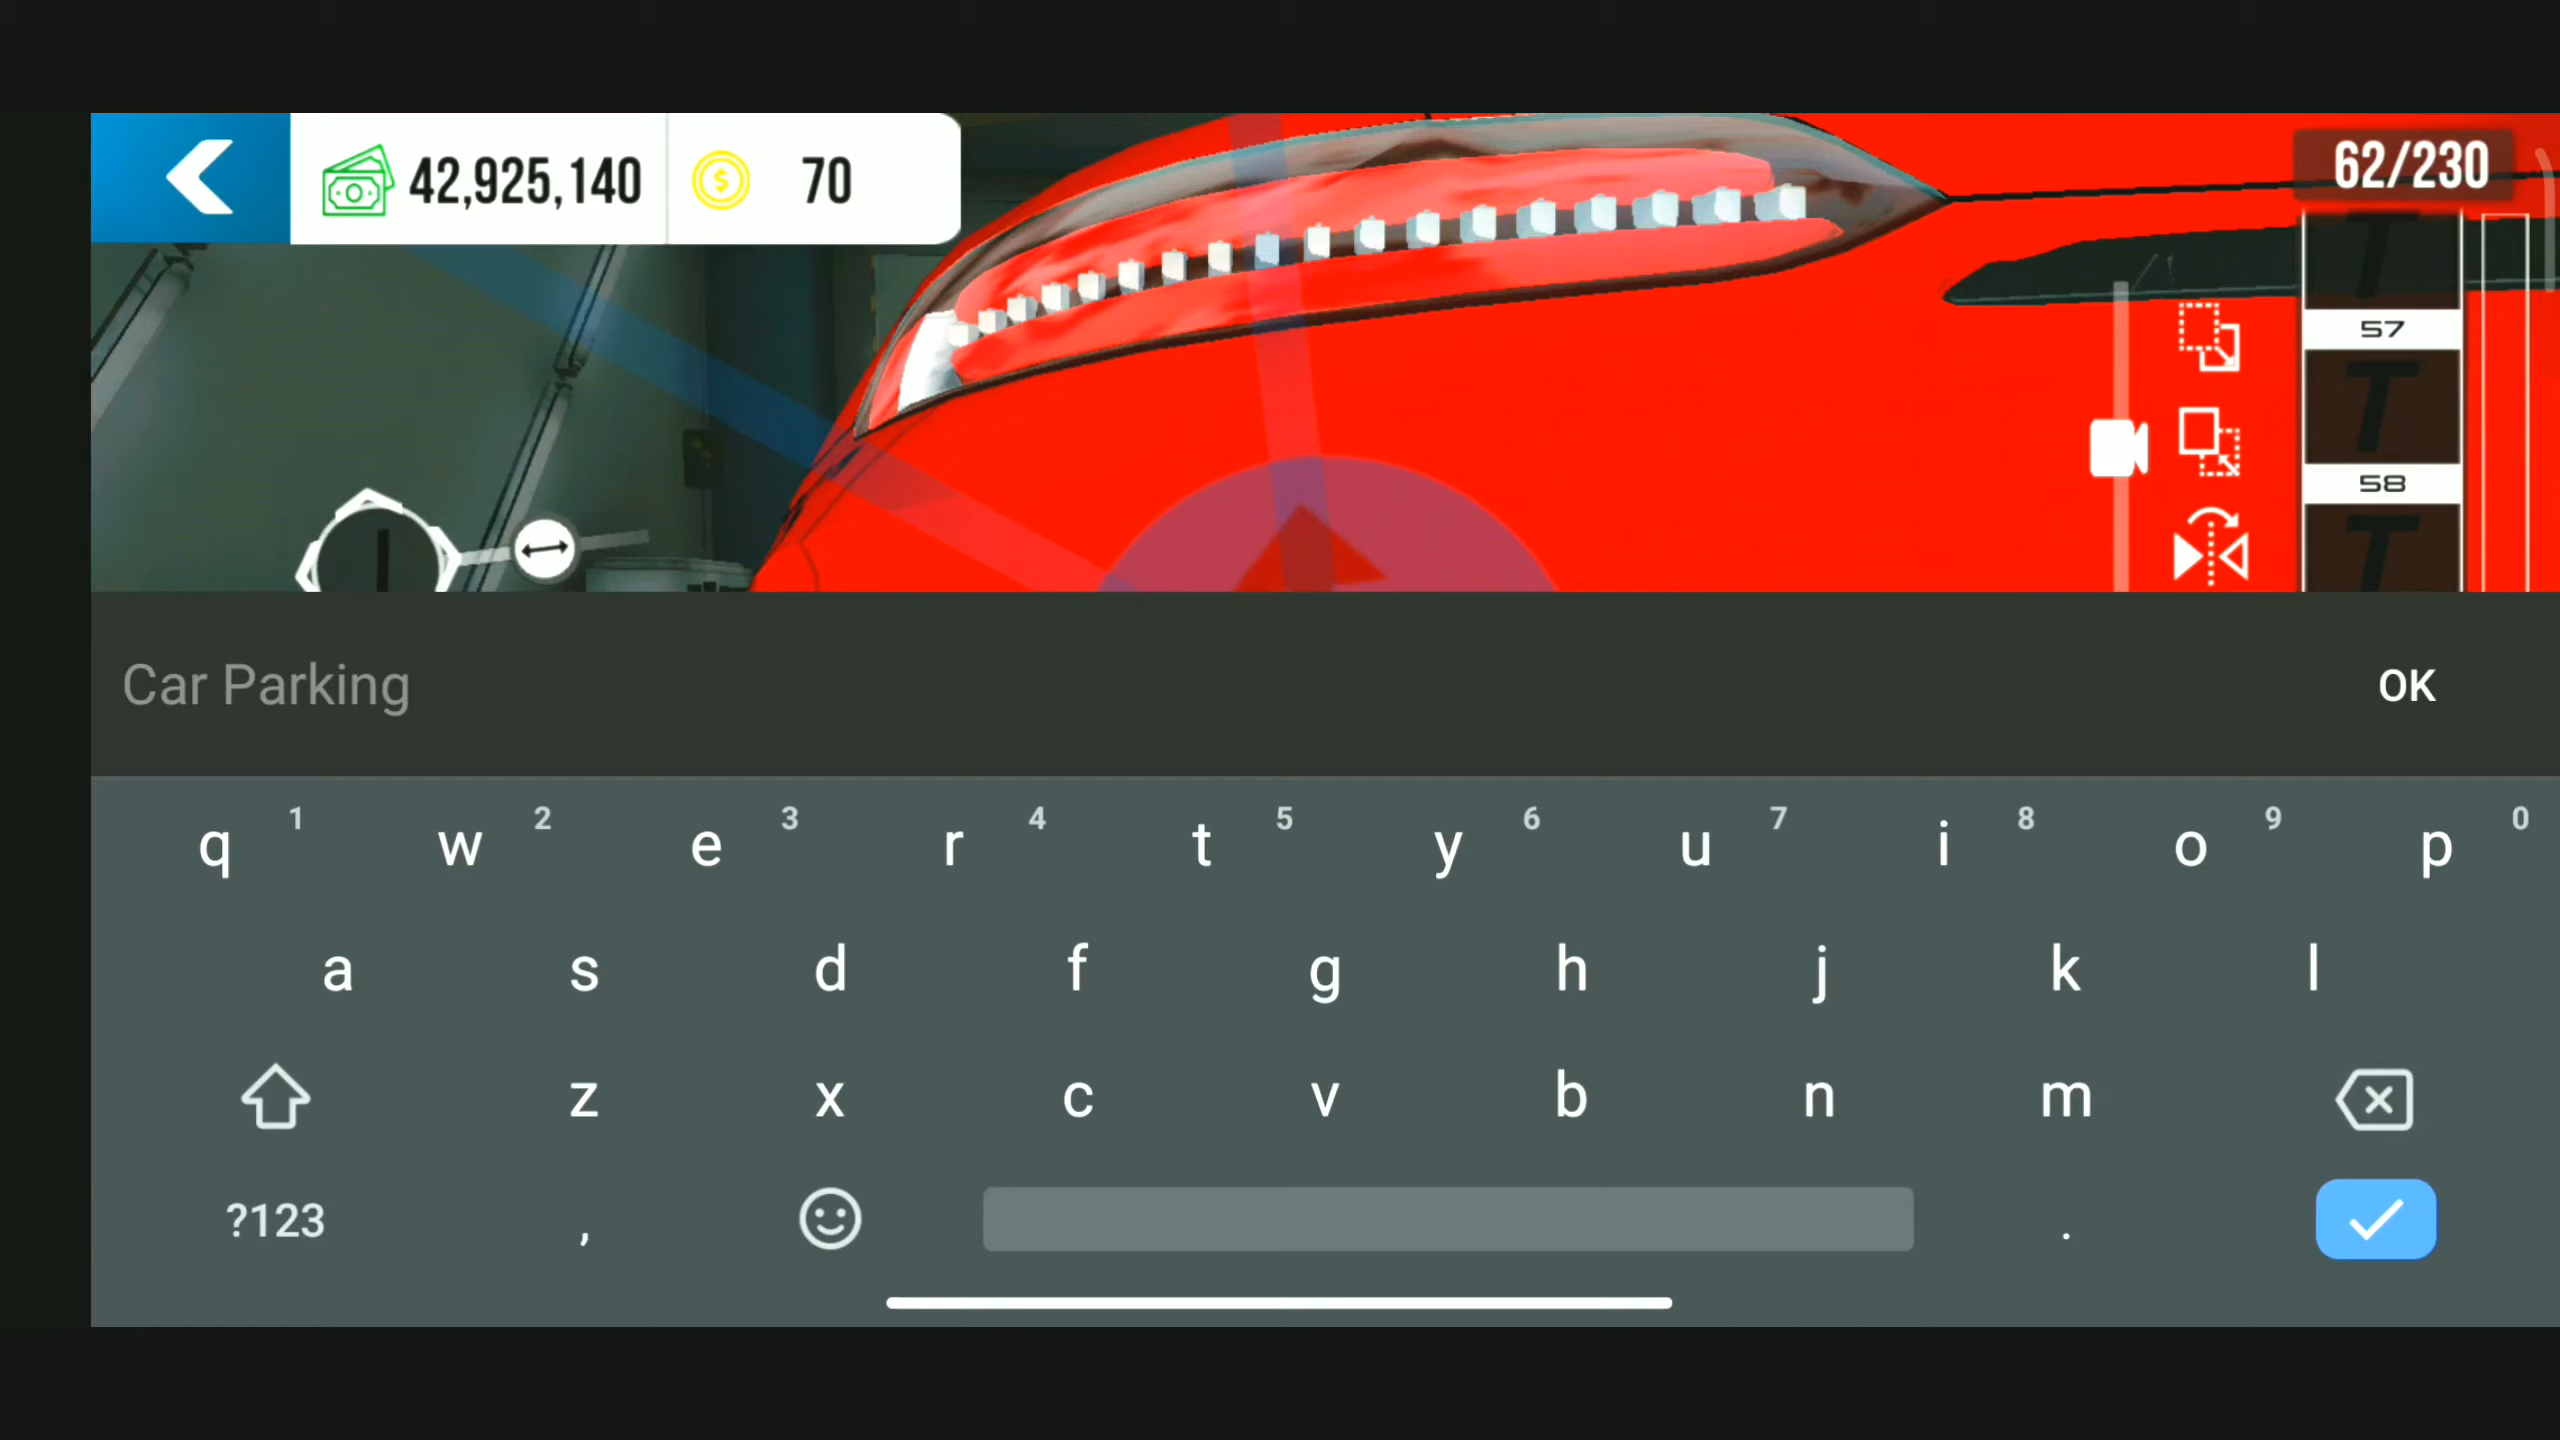 42,925,140
70
62/230
T
57
T
58
T
Car Parking
OK
q 1 w 2 e 3 r 4 t 5 y 6 u 7 i 8 o 9 p 0
a s d f g h j k l
z x c v b n m
?123 , .